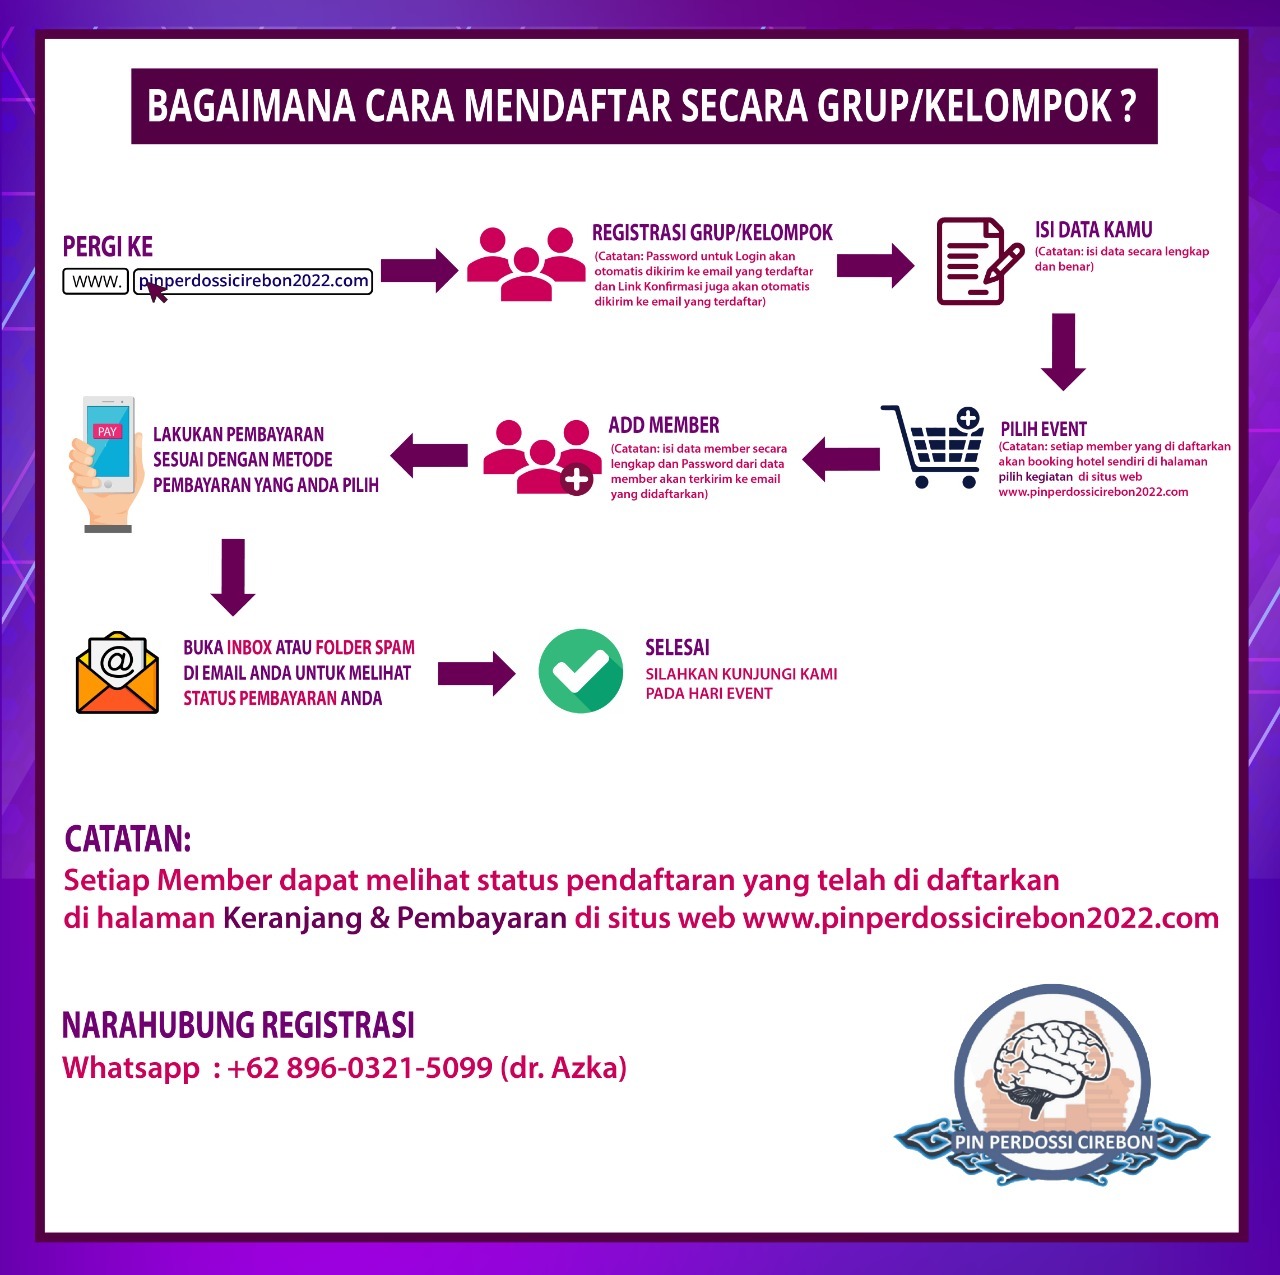 BAGAIMANA CARA MENDAFTAR SECARA GRUP/KELOMPOK ?
PERGI KE
WWW. pinperdossicirebon2022.com
REGISTRASI GRUP/KELOMPOK
(Catatan: Password untuk Login akan
otomatis dikirim ke email yang terdaftar
dan Link Konfirmasi juga akan otomatis
dikirim ke email yang terdaftar)
ISI DATA KAMU
(Catatan: isi data secara lengkap
dan benar)
PILIH EVENT
(Catatan: setiap member yang di daftarkan
akan booking hotel sendiri di halaman
pilih kegiatan di situs web
www.pinperdossicirebon2022.com
ADD MEMBER
(Catatan: isi data member secara
lengkap dan Password dari data
member akan terkirim ke email
yang didaftarkan)
PAY
LAKUKAN PEMBAYARAN
SESUAI DENGAN METODE
PEMBAYARAN YANG ANDA PILIH
@
BUKA INBOX ATAU FOLDER SPAM
DI EMAIL ANDA UNTUK MELIHAT
STATUS PEMBAYARAN ANDA
SELESAI
SILAHKAN KUNJUNGI KAMI
PADA HARI EVENT
CATATAN:
Setiap Member dapat melihat status pendaftaran yang telah di daftarkan
di halaman Keranjang & Pembayaran di situs web www.pinperdossicirebon2022.com
NARAHUBUNG REGISTRASI
Whatsapp : +62 896-0321-5099 (dr. Azka)
PIN PERDOSSI CIREBON